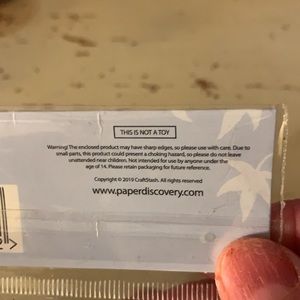 THIS IS NOT A TOY
Warning! The enclosed product may have sharp edges, so please use with care. Due to
small parts, this product could present a choking hazard, so please do not leave
unattended near children. Not intended for use by anyone under the
age of 14. Please retain packaging for future reference.
Copyright © 2019 CraftStash. All rights reserved
www.paperdiscovery.com